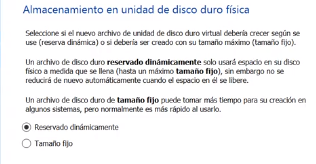 Almacenamiento en unidad de disco duro física
Seleccione si el nuevo archivo de unidad de disco duro virtual debería crecer según se
use (reserva dinámica) o si debería ser creado con su tamaño máximo (tamaño fijo).
Un archivo de disco duro reservado dinámicamente solo usará espacio en su disco
físico a medida que se llena (hasta un máximo tamaño fijo), sin embargo no se
reducirá de nuevo automáticamente cuando el espacio en él se libere.
Un archivo de disco duro de tamaño fijo puede tomar más tiempo para su creación en
algunos sistemas, pero normalmente es más rápido al usarlo.
Reservado dinámicamente
Tamaño fijo